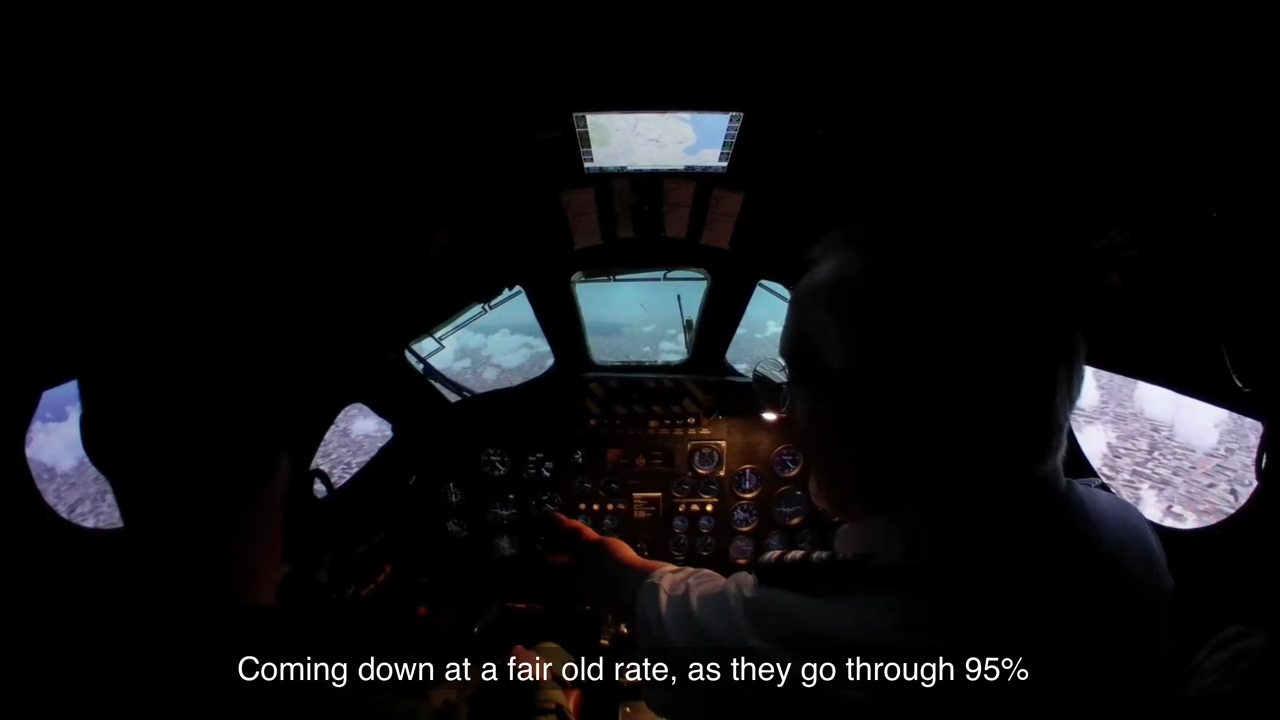 Coming down at a fair old rate, as they go through 95%